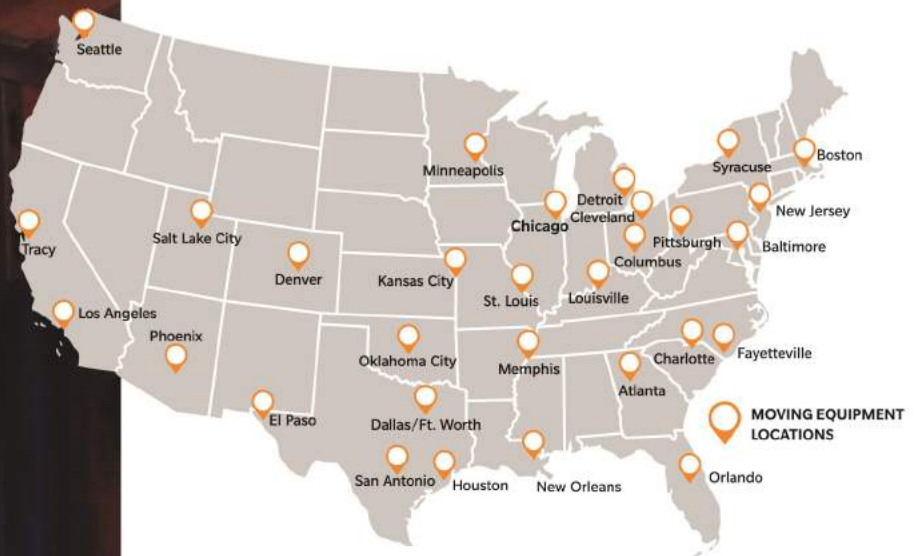 Seattle
Minneapolis
Syracuse
Boston
Detroit
Chicago
Cleveland
New Jersey
Tracy
Salt Lake City
Pittsburgh
Baltimore
Columbus
Denver
Kansas City
St. Louis
Louisville
Los Angeles
Phoenix
Oklahoma City
Memphis
Charlotte
Fayetteville
Atlanta
El Paso
Dallas/Ft. Worth
MOVING EQUIPMENT
LOCATIONS
San Antonio
Houston
New Orleans
Orlando